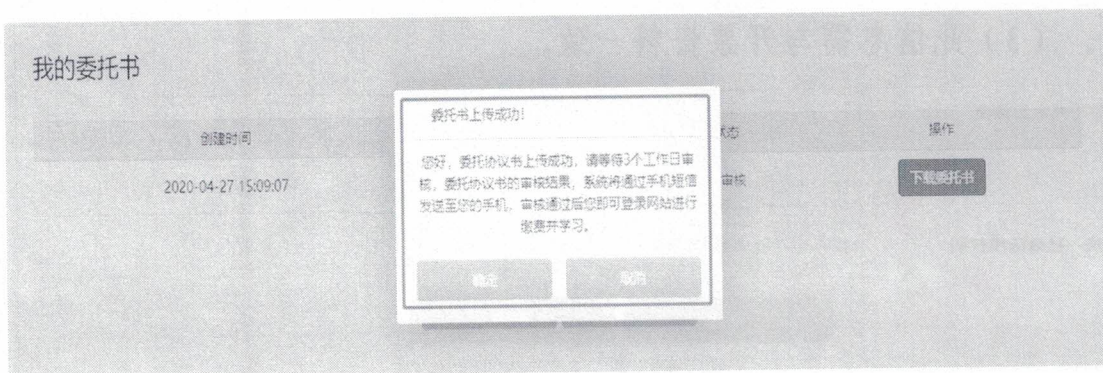 我的委托书
创建时间
状态
操作
2020-04-27 15:09:07
审核
下载委托书
委托书上传成功!
您好,委托协议书上传成功,请等待3个工作日审
核,委托协议书的审核结果,系统将通过手机短信
发送至您的手机,审核通过后您即可登录网站进行
缴费并学习。
确定
取消